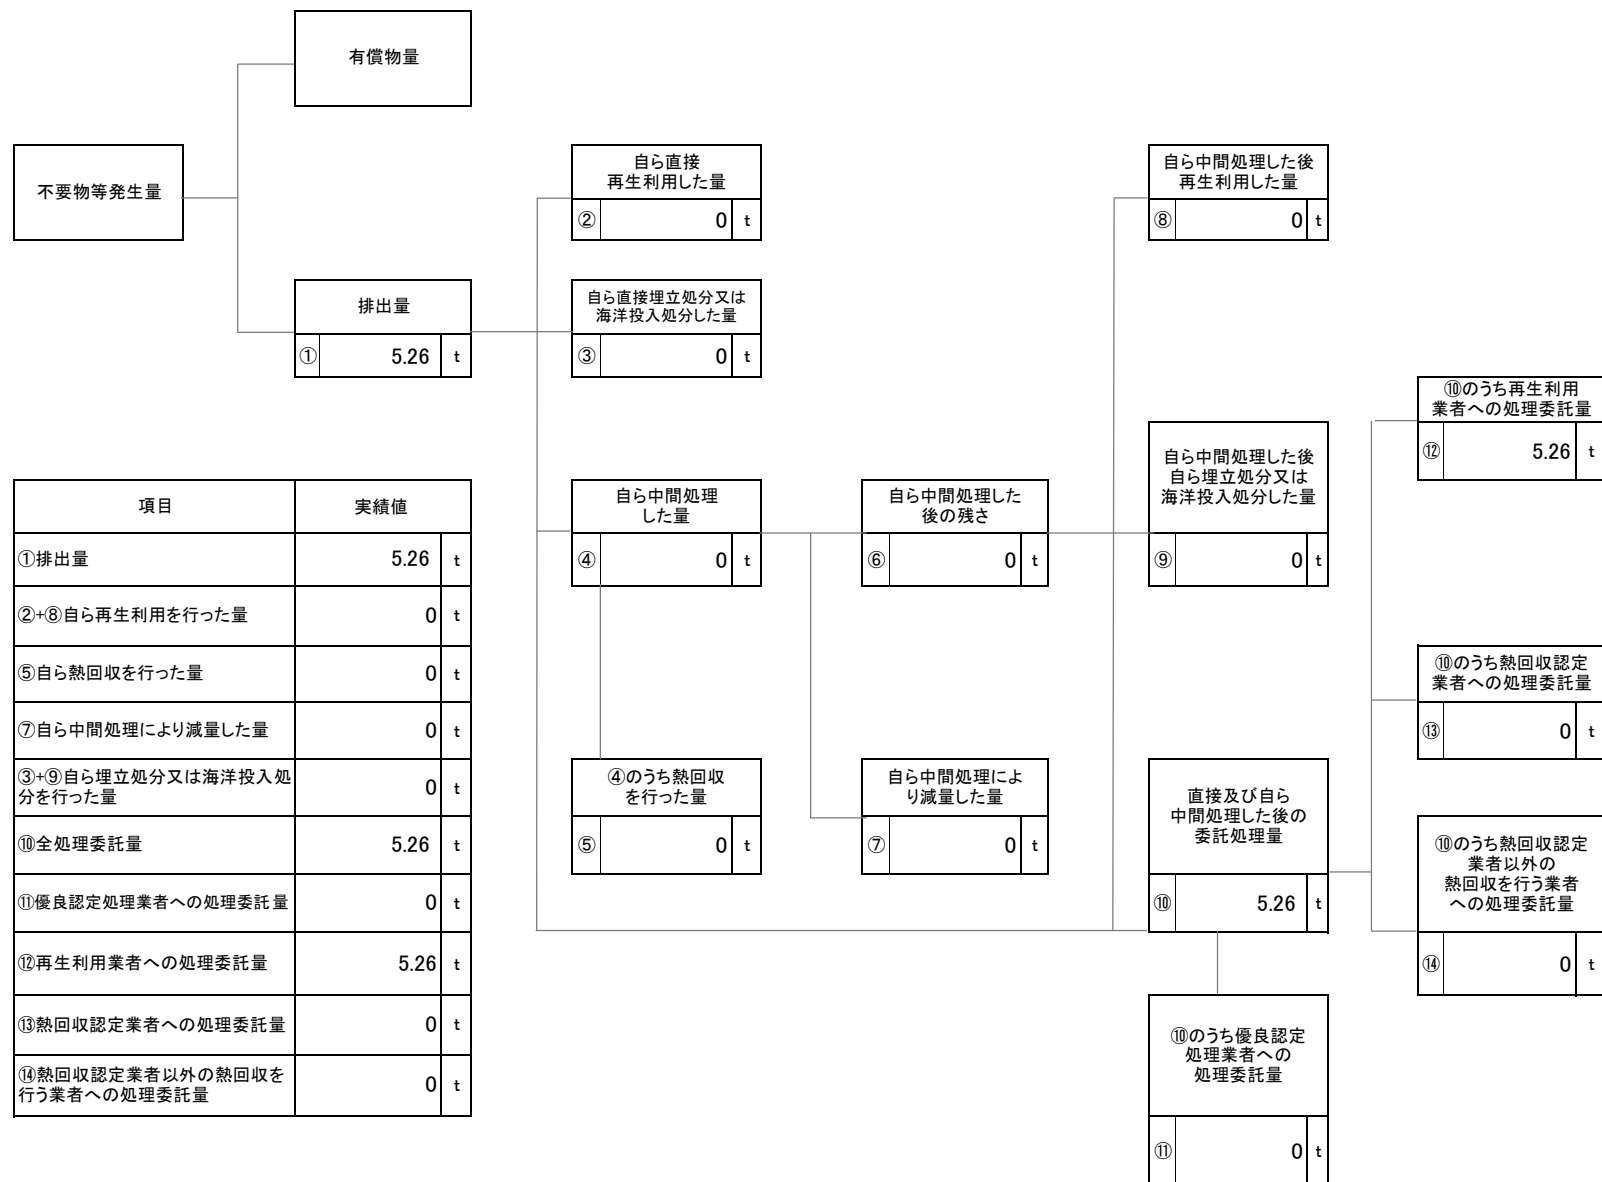 有償物量
不要物等発生量
自ら直接
再生利用した量
② 0 t
自ら中間処理した後
再生利用した量
⑧ 0 t
排出量
① 5.26 t
自ら直接埋立処分又は
海洋投入処分した量
③ 0 t
⑩のうち再生利用
業者への処理委託量
⑫ 5.26 t
自ら中間処理
した量
④ 0 t
自ら中間処理した
後の残さ
⑥ 0 t
自ら中間処理した後
自ら埋立処分又は
海洋投入処分した量
⑨ 0 t
⑩のうち熱回収認定
業者への処理委託量
⑬ 0 t
④のうち熱回収
を行った量
⑤ 0 t
自ら中間処理によ
り減量した量
⑦ 0 t
直接及び自ら
中間処理した後の
委託処理量
⑩ 5.26 t
⑩のうち熱回収認定
業者以外の
熱回収を行う業者
への処理委託量
⑭ 0 t
⑩のうち優良認定
処理業者への
処理委託量
⑪ 0 t
項目 実績値
①排出量 5.26 t
②+⑧自ら再生利用を行った量 0 t
⑤自ら熱回収を行った量 0 t
⑦自ら中間処理により減量した量 0 t
③+⑨自ら埋立処分又は海洋投入処
分を行った量 0 t
⑩全処理委託量 5.26 t
⑪優良認定処理業者への処理委託量 0 t
⑫再生利用業者への処理委託量 5.26 t
⑬熱回収認定業者への処理委託量 0 t
⑭熱回収認定業者以外の熱回収を
行う業者への処理委託量 0 t